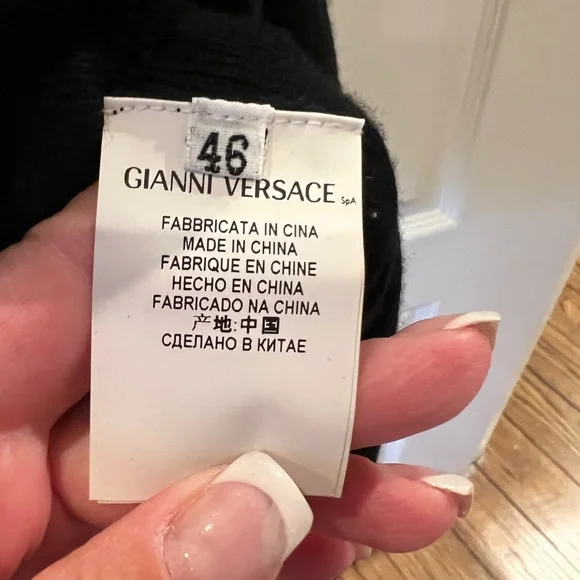 46
GIANNI VERSACE SpA
FABBRICATA IN CINA
MADE IN CHINA
FABRIQUE EN CHINE
HECHO EN CHINA
FABRICADO NA CHINA
产地:中国
СДЕЛАНО В КИТАЕ